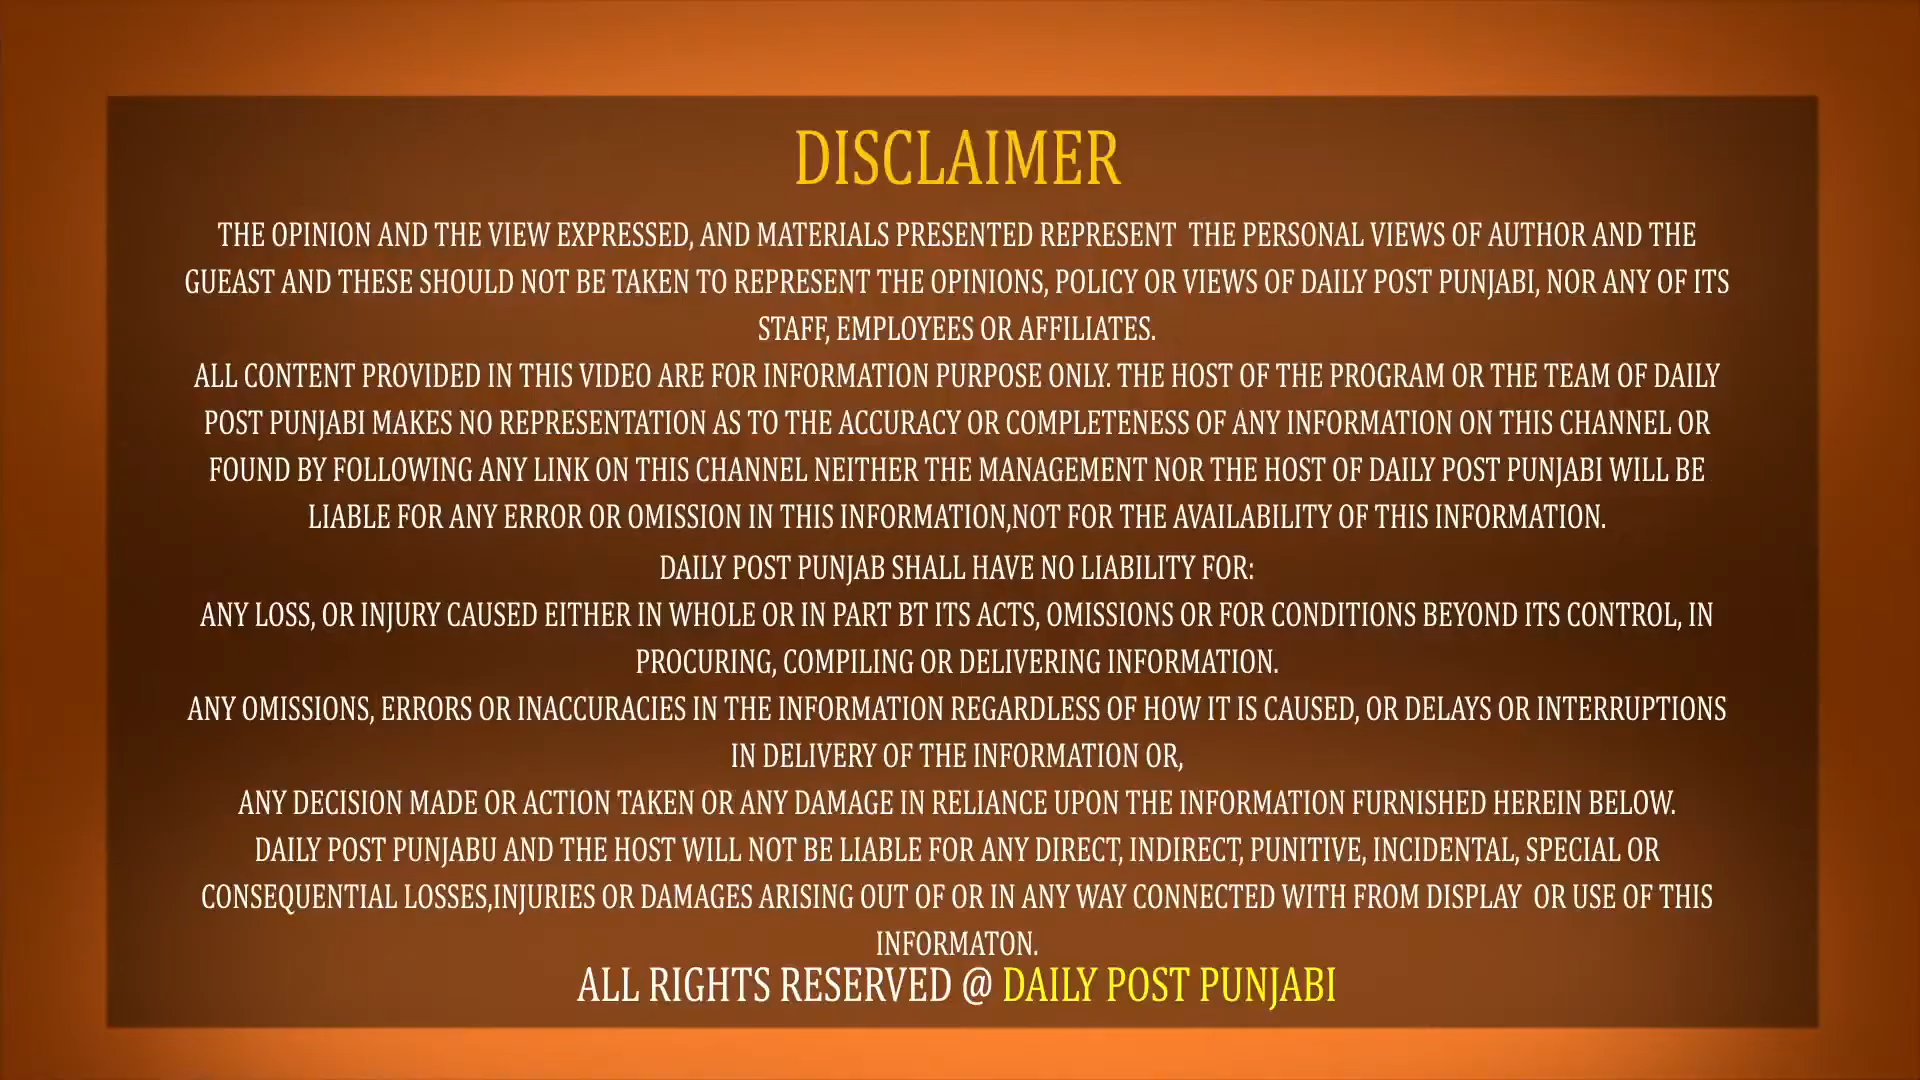 DISCLAIMER
THE OPINION AND THE VIEW EXPRESSED, AND MATERIALS PRESENTED REPRESENT THE PERSONAL VIEWS OF AUTHOR AND THE
GUEAST AND THESE SHOULD NOT BE TAKEN TO REPRESENT THE OPINIONS, POLICY OR VIEWS OF DAILY POST PUNJABI, NOR ANY OF ITS
STAFF, EMPLOYEES OR AFFILIATES.
ALL CONTENT PROVIDED IN THIS VIDEO ARE FOR INFORMATION PURPOSE ONLY. THE HOST OF THE PROGRAM OR THE TEAM OF DAILY
POST PUNJABI MAKES NO REPRESENTATION AS TO THE ACCURACY OR COMPLETENESS OF ANY INFORMATION ON THIS CHANNEL OR
FOUND BY FOLLOWING ANY LINK ON THIS CHANNEL NEITHER THE MANAGEMENT NOR THE HOST OF DAILY POST PUNJABI WILL BE
LIABLE FOR ANY ERROR OR OMISSION IN THIS INFORMATION,NOT FOR THE AVAILABILITY OF THIS INFORMATION.
DAILY POST PUNJAB SHALL HAVE NO LIABILITY FOR:
ANY LOSS, OR INJURY CAUSED EITHER IN WHOLE OR IN PART BT ITS ACTS, OMISSIONS OR FOR CONDITIONS BEYOND ITS CONTROL, IN
PROCURING, COMPILING OR DELIVERING INFORMATION.
ANY OMISSIONS, ERRORS OR INACCURACIES IN THE INFORMATION REGARDLESS OF HOW IT IS CAUSED, OR DELAYS OR INTERRUPTIONS
IN DELIVERY OF THE INFORMATION OR,
ANY DECISION MADE OR ACTION TAKEN OR ANY DAMAGE IN RELIANCE UPON THE INFORMATION FURNISHED HEREIN BELOW.
DAILY POST PUNJABU AND THE HOST WILL NOT BE LIABLE FOR ANY DIRECT, INDIRECT, PUNITIVE, INCIDENTAL, SPECIAL OR
CONSEQUENTIAL LOSSES,INJURIES OR DAMAGES ARISING OUT OF OR IN ANY WAY CONNECTED WITH FROM DISPLAY OR USE OF THIS
INFORMATON.
ALL RIGHTS RESERVED @ DAILY POST PUNJABI